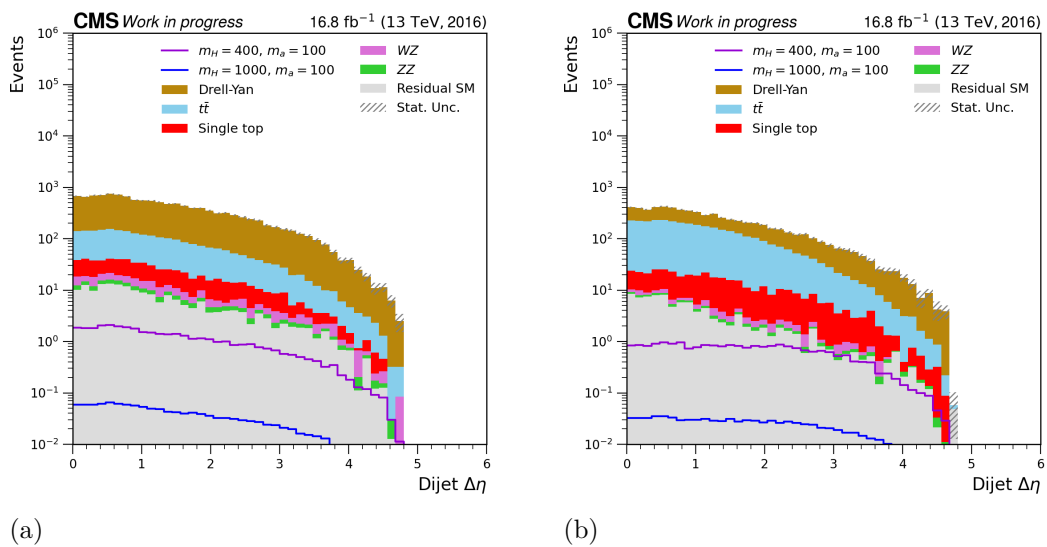 CMS Work in progress 16.8 fb⁻¹ (13 TeV, 2016)
Events
10⁶
10⁵
10⁴
10³
10²
10¹
10⁰
10⁻¹
10⁻²
m_H = 400, m_a = 100
m_H = 1000, m_a = 100
Drell-Yan
tt̄
Single top
WZ
ZZ
Residual SM
Stat. Unc.
0 1 2 3 4 5 6
Dijet Δη
(a)
CMS Work in progress 16.8 fb⁻¹ (13 TeV, 2016)
Events
10⁶
10⁵
10⁴
10³
10²
10¹
10⁰
10⁻¹
10⁻²
m_H = 400, m_a = 100
m_H = 1000, m_a = 100
Drell-Yan
tt̄
Single top
WZ
ZZ
Residual SM
Stat. Unc.
0 1 2 3 4 5 6
Dijet Δη
(b)